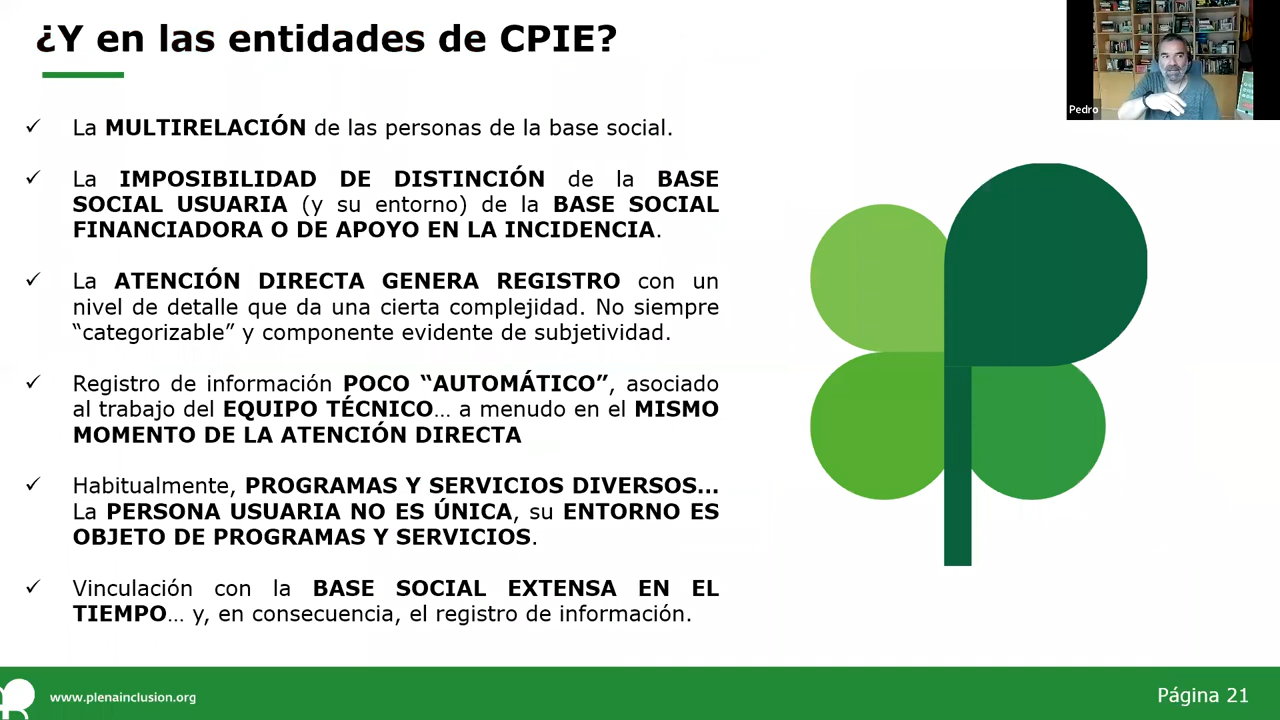 ¿Y en las entidades de CPIE?
Pedro
✓ La MULTIRELACIÓN de las personas de la base social.
✓ La IMPOSIBILIDAD DE DISTINCIÓN de la BASE
SOCIAL USUARIA (y su entorno) de la BASE SOCIAL
FINANCIADORA O DE APOYO EN LA INCIDENCIA.
✓ La ATENCIÓN DIRECTA GENERA REGISTRO con un
nivel de detalle que da una cierta complejidad. No siempre
“categorizable” y componente evidente de subjetividad.
✓ Registro de información POCO “AUTOMÁTICO”, asociado
al trabajo del EQUIPO TÉCNICO… a menudo en el MISMO
MOMENTO DE LA ATENCIÓN DIRECTA
✓ Habitualmente, PROGRAMAS Y SERVICIOS DIVERSOS…
La PERSONA USUARIA NO ES ÚNICA, su ENTORNO ES
OBJETO DE PROGRAMAS Y SERVICIOS.
✓ Vinculación con la BASE SOCIAL EXTENSA EN EL
TIEMPO… y, en consecuencia, el registro de información.
www.plenainclusion.org
Página 21